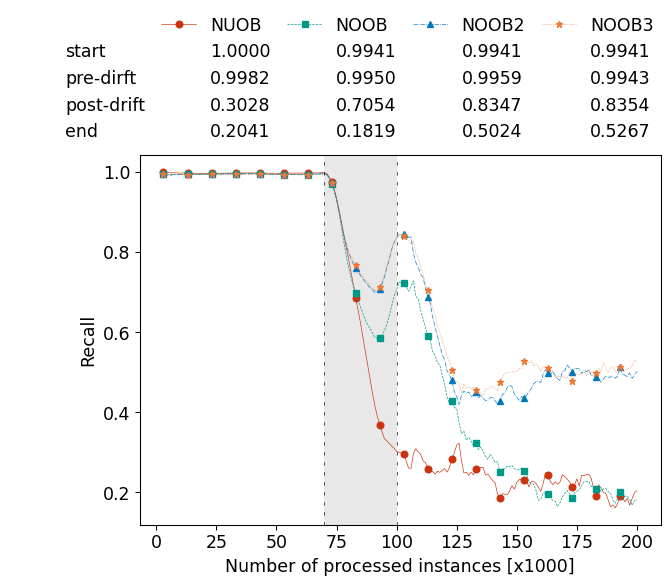 NUOB NOOB NOOB2 NOOB3
start 1.0000 0.9941 0.9941 0.9941
pre-dirft 0.9982 0.9950 0.9959 0.9943
post-drift 0.3028 0.7054 0.8347 0.8354
end 0.2041 0.1819 0.5024 0.5267
1.0
0.8
0.6
0.4
0.2
Recall
0 25 50 75 100 125 150 175 200
Number of processed instances [x1000]